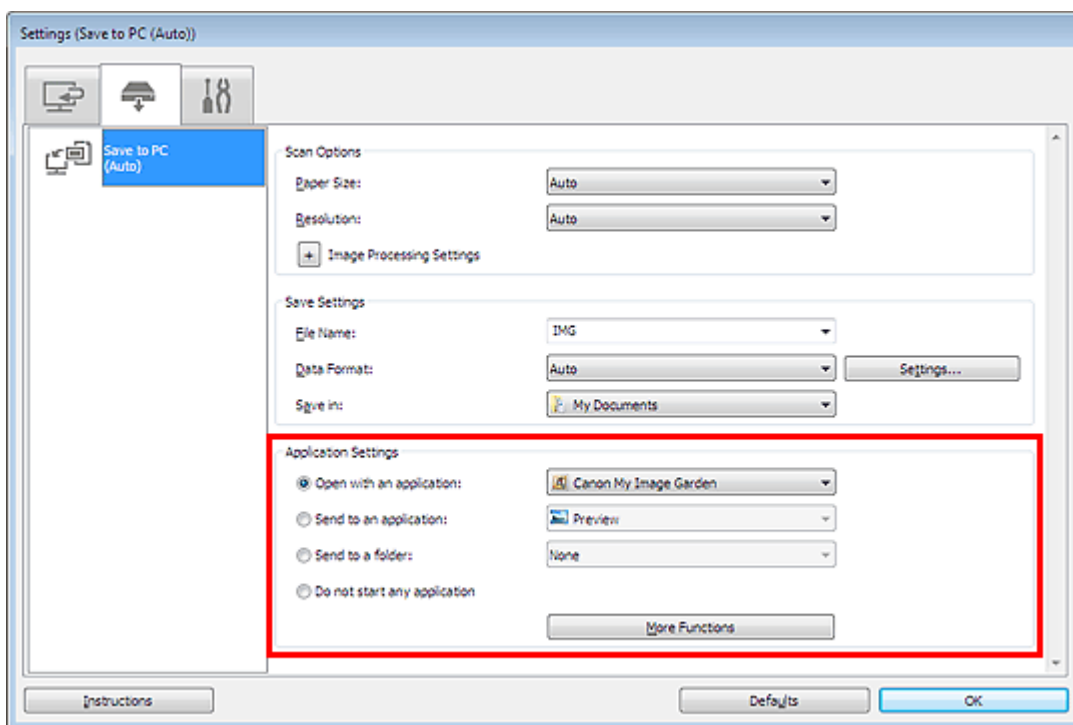 Settings (Save to PC (Auto))
Save to PC
(Auto)
Scan Options
Paper Size:
Auto
Resolution:
Auto
+ Image Processing Settings
Save Settings
File Name:
IMG
Data Format:
Auto
Settings...
Save in:
My Documents
Application Settings
Open with an application:
Canon My Image Garden
Send to an application:
Preview
Send to a folder:
None
Do not start any application
More Functions
Instructions
Defaults
OK